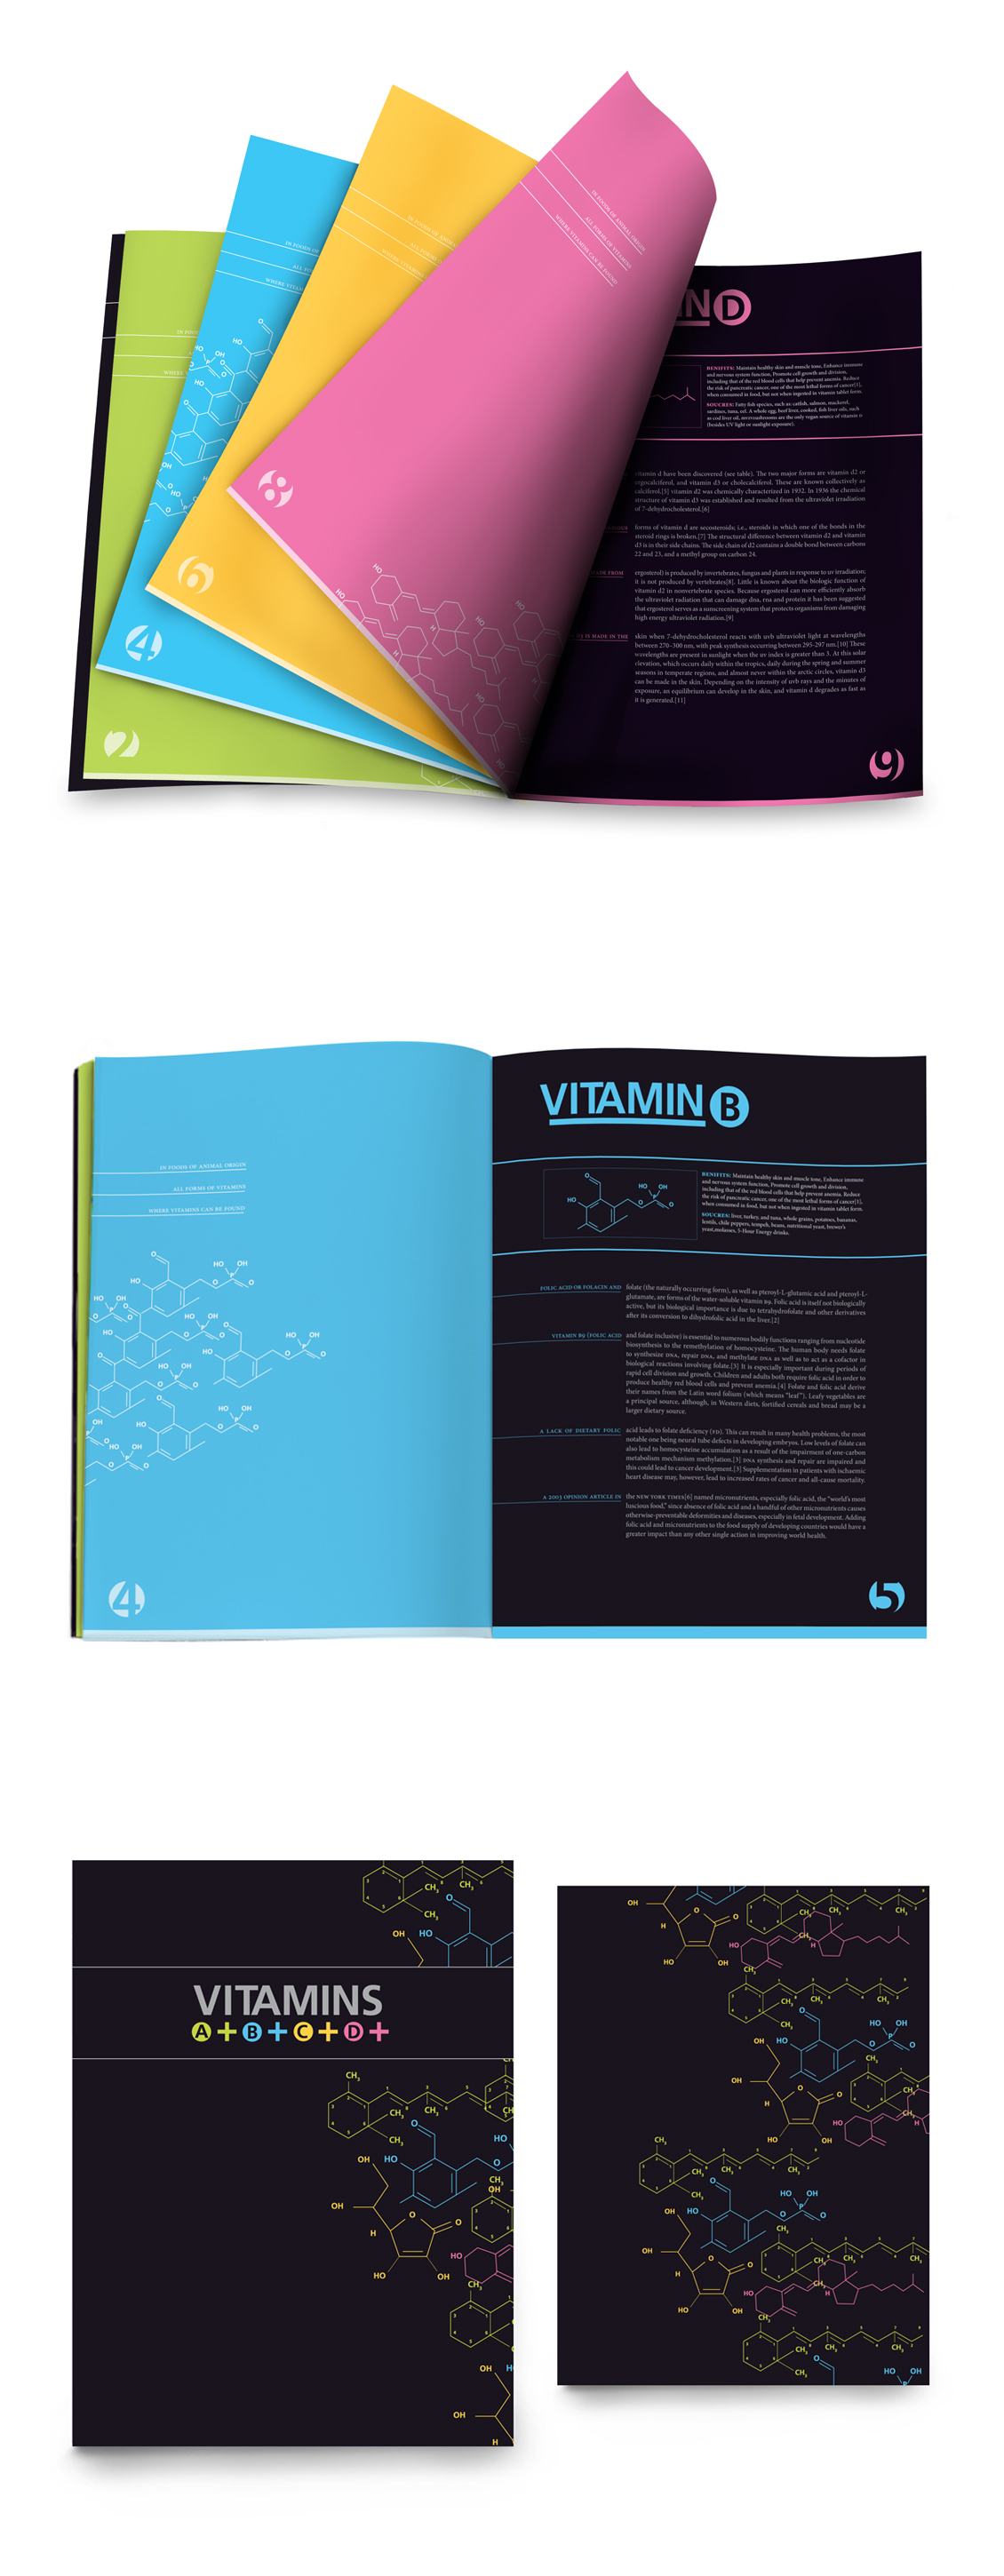 IN FOODS OF ANIMAL ORIGIN
ALL FORMS OF VITAMINS
WHERE VITAMINS CAN BE FOUND
2
4
6
8
IN D
BENEFITS: Maintain healthy skin and muscle tone, Enhance immune
and nervous system function, Promote cell growth and division,
including that of the red blood cells that help prevent anemia. Reduce
the risk of pancreatic cancer, one of the most lethal forms of cancer[1],
when consumed in food, but not when ingested in vitamin tablet form.
SOUCRES: Fatty fish species, such as: catfish, salmon, mackerel,
sardines, tuna, eel. A whole egg, beef liver, cooked, fish liver oils, such
as cod liver oil, mushrooms are the only vegan source of vitamin D
(besides UV light or sunlight exposure).
vitamin d have been discovered (see table). The two major forms are vitamin d2 or
ergocalciferol, and vitamin d3 or cholecalciferol. These are known collectively as
calciferol.[5] vitamin d2 was chemically characterized in 1932. In 1936 the chemical
structure of vitamin d3 was established and resulted from the ultraviolet irradiation
of 7-dehydrocholesterol.[6]
forms of vitamin d are secosteroids; i.e., steroids in which one of the bonds in the
steroid rings is broken.[7] The structural difference between vitamin d2 and vitamin
d3 is in their side chains. The side chain of d2 contains a double bond between carbons
22 and 23, and a methyl group on carbon 24.
MADE FROM
(ergosterol) is produced by invertebrates, fungus and plants in response to uv irradiation;
it is not produced by vertebrates[8]. Little is known about the biologic function of
vitamin d2 in nonvertebrate species. Because ergosterol can more efficiently absorb
the ultraviolet radiation that can damage dna, rna and protein it has been suggested
that ergosterol serves as a sunscreening system that protects organisms from damaging
high energy ultraviolet radiation.[9]
D3 IS MADE IN THE
skin when 7-dehydrocholesterol reacts with uvb ultraviolet light at wavelengths
between 270–300 nm, with peak synthesis occurring between 295-297 nm.[10] These
wavelengths are present in sunlight when the uv index is greater than 3. At this solar
elevation, which occurs daily within the tropics, daily during the spring and summer
seasons in temperate regions, and almost never within the arctic circles, vitamin d3
can be made in the skin. Depending on the intensity of uvb rays and the minutes of
exposure, an equilibrium can develop in the skin, and vitamin d degrades as fast as
it is generated.[11]
9
IN FOODS OF ANIMAL ORIGIN
ALL FORMS OF VITAMINS
WHERE VITAMINS CAN BE FOUND
4
VITAMIN B
BENEFITS: Maintain healthy skin and muscle tone, Enhance immune
and nervous system function, Promote cell growth and division,
including that of the red blood cells that help prevent anemia. Reduce
the risk of pancreatic cancer, one of the most lethal forms of cancer[1],
when consumed in food, but not when ingested in vitamin tablet form.
SOUCRES: liver, turkey, and tuna, whole grains, potatoes, bananas,
lentils, chile peppers, tempeh, beans, nutritional yeast, brewer's
yeast,molasses, 5-Hour Energy drinks.
FOLIC ACID OR FOLACIN AND
folate (the naturally occurring form), as well as pteroyl-L-glutamic acid and pteroyl-L-
glutamate, are forms of the water-soluble vitamin B9. Folic acid is itself not biologically
active, but its biological importance is due to tetrahydrofolate and other derivatives
after its conversion to dihydrofolic acid in the liver.[2]
VITAMIN B9 (FOLIC ACID
and folate inclusive) is essential to numerous bodily functions ranging from nucleotide
biosynthesis to the remethylation of homocysteine. The human body needs folate
to synthesize DNA, repair DNA, and methylate DNA as well as to act as a cofactor in
biological reactions involving folate.[3] It is especially important during periods of
rapid cell division and growth. Children and adults both require folic acid in order to
produce healthy red blood cells and prevent anemia.[4] Folate and folic acid derive
their names from the Latin word folium (which means "leaf"). Leafy vegetables are
a principal source, although, in Western diets, fortified cereals and bread may be a
larger dietary source.
A LACK OF DIETARY FOLIC
acid leads to folate deficiency (FD). This can result in many health problems, the most
notable one being neural tube defects in developing embryos. Low levels of folate can
also lead to homocysteine accumulation as a result of the impairment of one-carbon
metabolism mechanism methylation.[3] DNA synthesis and repair are impaired and
this could lead to cancer development.[3] Supplementation in patients with ischaemic
heart disease may, however, lead to increased rates of cancer and all-cause mortality.
A 2003 OPINION ARTICLE IN
the NEW YORK TIMES[6] named micronutrients, especially folic acid, the "world's most
luscious food," since absence of folic acid and a handful of other micronutrients causes
otherwise-preventable deformities and diseases, especially in fetal development. Adding
folic acid and micronutrients to the food supply of developing countries would have a
greater impact than any other single action in improving world health.
5
VITAMINS
A+B+C+D+